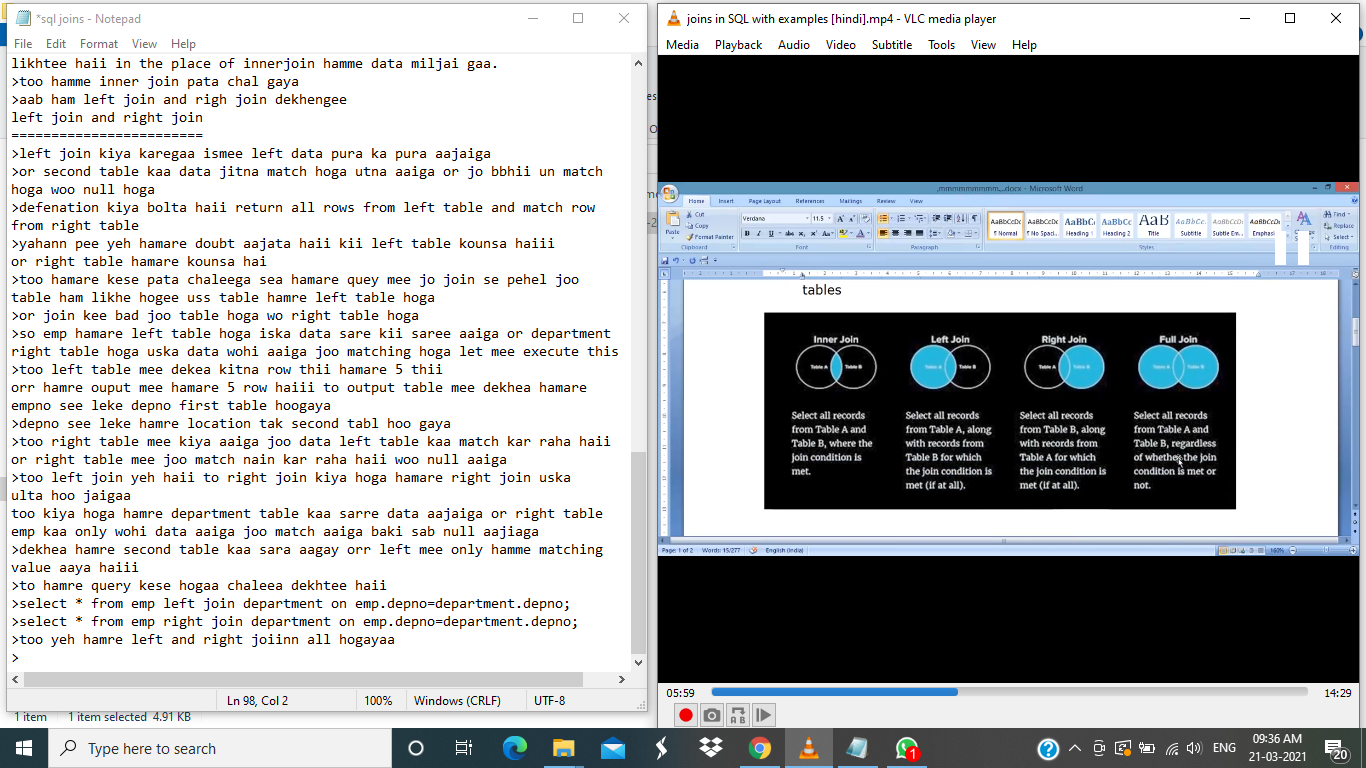 *sql joins - Notepad
File Edit Format View Help
likhtee haii in the place of innerjoin hamme data miljai gaa.
>too hamme inner join pata chal gaya
>aab ham left join and righ join dekhengee
left join and right join
========================
>left join kiya karegaa ismee left data pura ka pura aajaiga
>or second table kaa data jitna match hoga utna aaiga or jo bbhii un match
hoga woo null hoga
>defenation kiya bolta haii return all rows from left table and match row
from right table
>yahann pee yeh hamare doubt aajata haii kii left table kounsa haiii
or right table hamare kounsa hai
>too hamare kese pata chaleega sea hamare quey mee jo join se pehel joo
table ham likhe hogee uss table hamre left table hoga
>or join kee bad joo table hoga wo right table hoga
>so emp hamare left table hoga iska data sare kii saree aaiga or department
right table hoga uska data wohi aaiga joo matching hoga let mee execute this
>too left table mee dekea kitna row thii hamare 5 thii
orr hamre ouput mee hamare 5 row haiii to output table mee dekhea hamare
empno see leke depno first table hoogaya
>depno see leke hamre location tak second tabl hoo gaya
>too right table mee kiya aaiga joo data left table kaa match kar raha haii
or right table mee joo match nain kar raha haii woo null aaiga
>too left join yeh haii to right join kiya hoga hamare right join uska
ulta hoo jaigaa
too kiya hoga hamre department table kaa sarre data aajaiga or right table
emp kaa only wohi data aaiga joo match aaiga baki sab null aajiaga
>dekhea hamre second table kaa sara aagay orr left mee only hamme matching
value aaya haiii
>to hamre query kese hogaa chaleea dekhtee haii
>select * from emp left join department on emp.depno=department.depno;
>select * from emp right join department on emp.depno=department.depno;
>too yeh hamre left and right joiinn all hogayaa
>
Ln 98, Col 2 100% Windows (CRLF) UTF-8
1 item 1 item selected 4.91 KB
joins in SQL with examples [hindi].mp4 - VLC media player
Media Playback Audio Video Subtitle Tools View Help
.mmmmmmmmm...docx - Microsoft Word
Home Insert Page Layout References Mailings Review View
Paste Cut Copy Format Painter
Verdana 11.5
AaBbCcDc AaBbCcDc AaBbC AaBbCc AaB AaBbCc. AaBbCcDc AaBbCcDc
¶ Normal ¶ No Spaci... Heading 1 Heading 2 Title Subtitle Subtle Em... Emphasis
Find Replace Select
Clipboard Font Paragraph Styles Editing
tables
Inner Join Left Join Right Join Full Join
Table A Table B Table A Table B Table A Table B Table A Table B
Select all records
from Table A and
Table B, where the
join condition is
met.
Select all records
from Table A, along
with records from
Table B for which
the join condition is
met (if at all).
Select all records
from Table B, along
with records from
Table A for which
the join condition is
met (if at all).
Select all records
from Table A and
Table B, regardless
of whether the join
condition is met or
not.
Page: 1 of 2 Words: 15/277 English (India) 160%
05:59 14:29
Type here to search
1
ENG
09:36 AM
21-03-2021
20